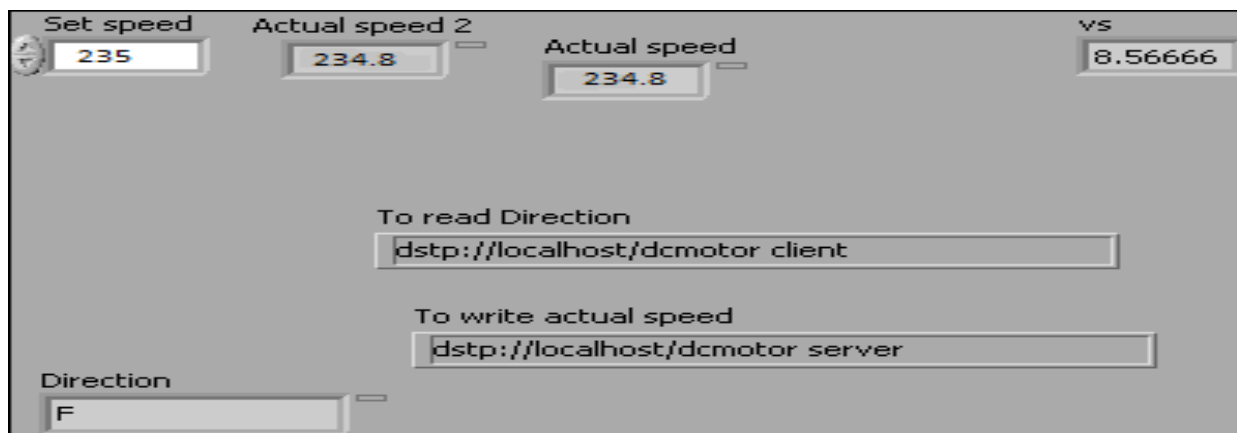 Set speed
235
Actual speed 2
234.8
Actual speed
234.8
vs
8.56666
To read Direction
dstp://localhost/dcmotor client
To write actual speed
dstp://localhost/dcmotor server
Direction
F